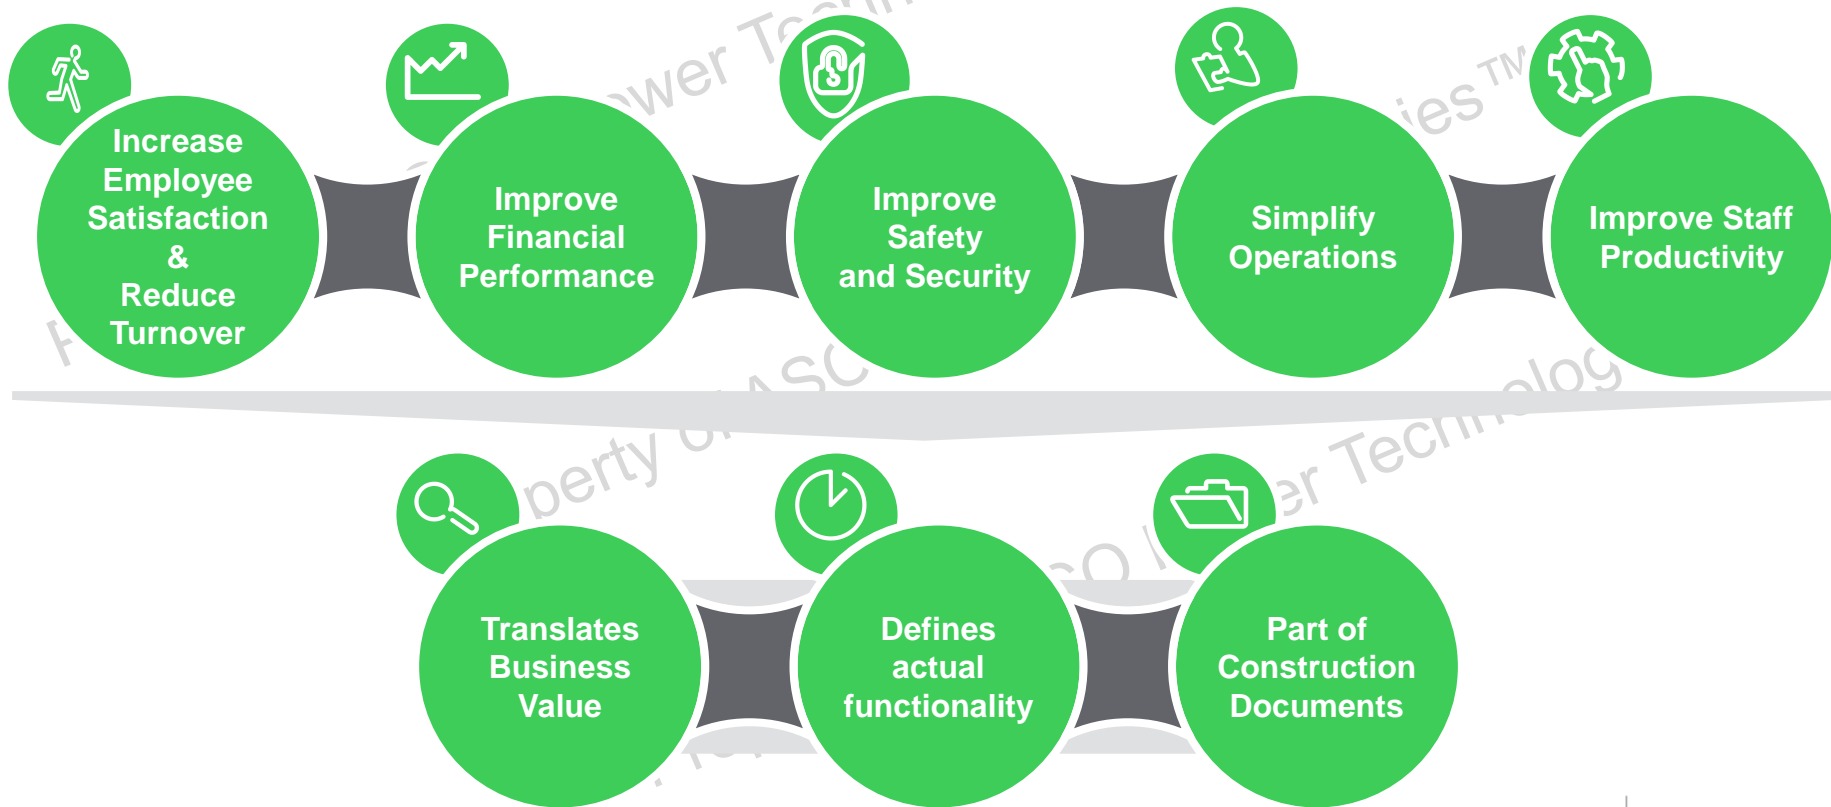 Increase
Employee
Satisfaction
&
Reduce
Turnover
Improve
Financial
Performance
Improve
Safety
and Security
Simplify
Operations
Improve Staff
Productivity
Translates
Business
Value
Defines
actual
functionality
Part of
Construction
Documents